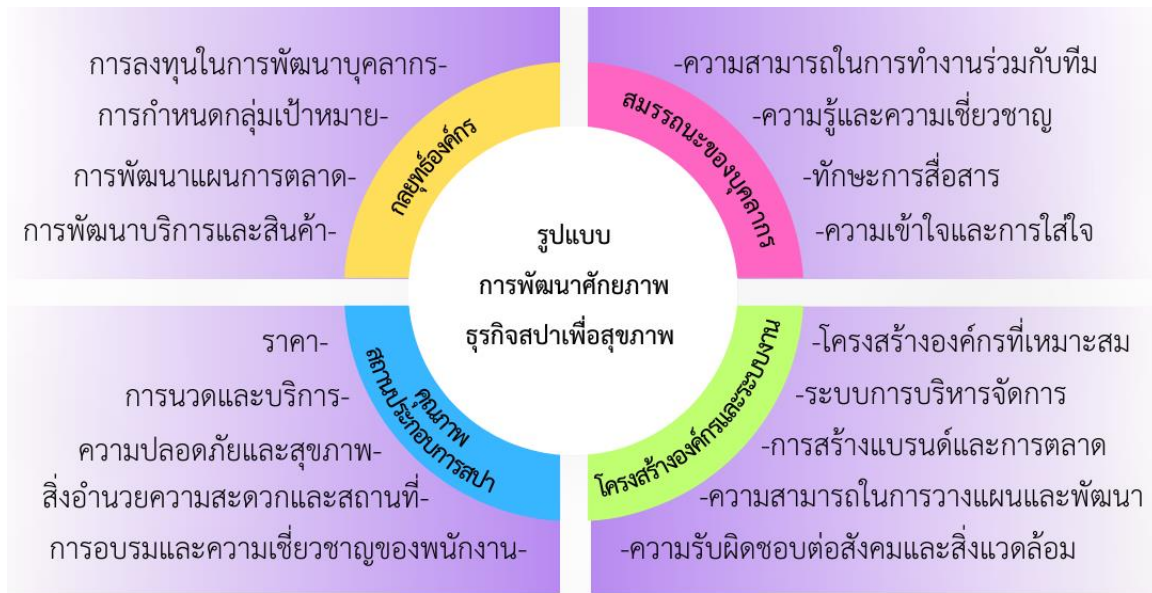 การลงทุนในการพัฒนาบุคลากร-
การกำหนดกลุ่มเป้าหมาย-
การพัฒนาแผนการตลาด-
การพัฒนาบริการและสินค้า-
กลยุทธ์องค์กร
-ความสามารถในการทำงานร่วมกับทีม
-ความรู้และความเชี่ยวชาญ
-ทักษะการสื่อสาร
-ความเข้าใจและการใส่ใจ
สมรรถนะของบุคลากร
รูปแบบ
การพัฒนาศักยภาพ
ธุรกิจสปาเพื่อสุขภาพ
ราคา-
การนวดและบริการ-
ความปลอดภัยและสุขภาพ-
สิ่งอำนวยความสะดวกและสถานที่-
การอบรมและความเชี่ยวชาญของพนักงาน-
คุณภาพ
สถานประกอบการสปา
-โครงสร้างองค์กรที่เหมาะสม
-ระบบการบริหารจัดการ
-การสร้างแบรนด์และการตลาด
-ความสามารถในการวางแผนและพัฒนา
-ความรับผิดชอบต่อสังคมและสิ่งแวดล้อม
โครงสร้างองค์กรและระบบงาน